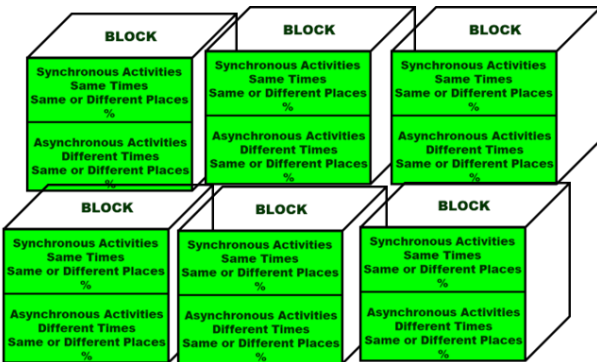 BLOCK
Synchronous Activities
Same Times
Same or Different Places
%
Asynchronous Activities
Different Times
Same or Different Places
%
BLOCK
Synchronous Activities
Same Times
Same or Different Places
%
Asynchronous Activities
Different Times
Same or Different Places
%
BLOCK
Synchronous Activities
Same Times
Same or Different Places
%
Asynchronous Activities
Different Times
Same or Different Places
%
BLOCK
Synchronous Activities
Same Times
Same or Different Places
%
Asynchronous Activities
Different Times
Same or Different Places
%
BLOCK
Synchronous Activities
Same Times
Same or Different Places
%
Asynchronous Activities
Different Times
Same or Different Places
%
BLOCK
Synchronous Activities
Same Times
Same or Different Places
%
Asynchronous Activities
Different Times
Same or Different Places
%